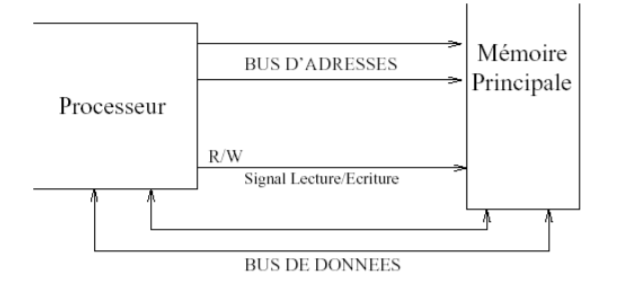 BUS D'ADRESSES
Mémoire
Principale
Processeur
R/W
Signal Lecture/Ecriture
BUS DE DONNEES